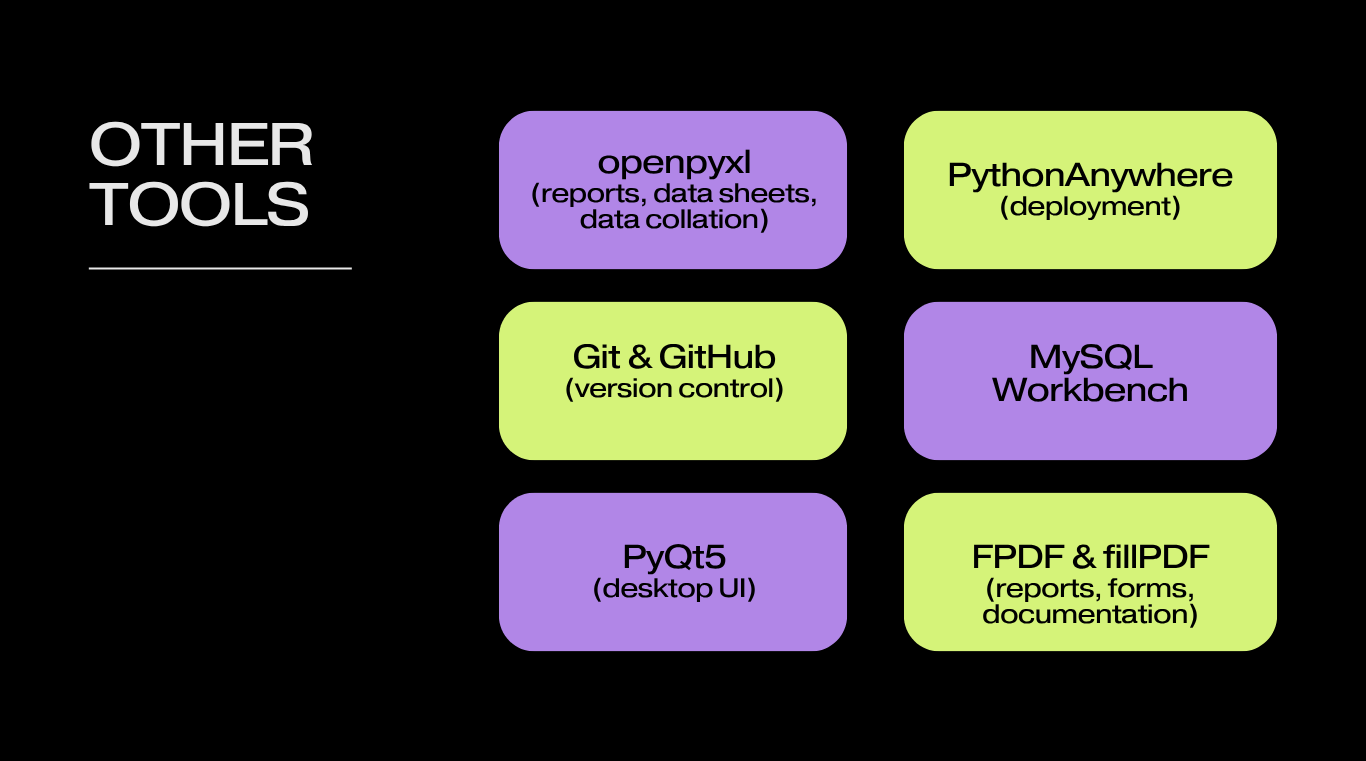 OTHER
TOOLS
openpyxl
(reports, data sheets,
data collation)
PythonAnywhere
(deployment)
Git & GitHub
(version control)
MySQL
Workbench
PyQt5
(desktop UI)
FPDF & fillPDF
(reports, forms,
documentation)